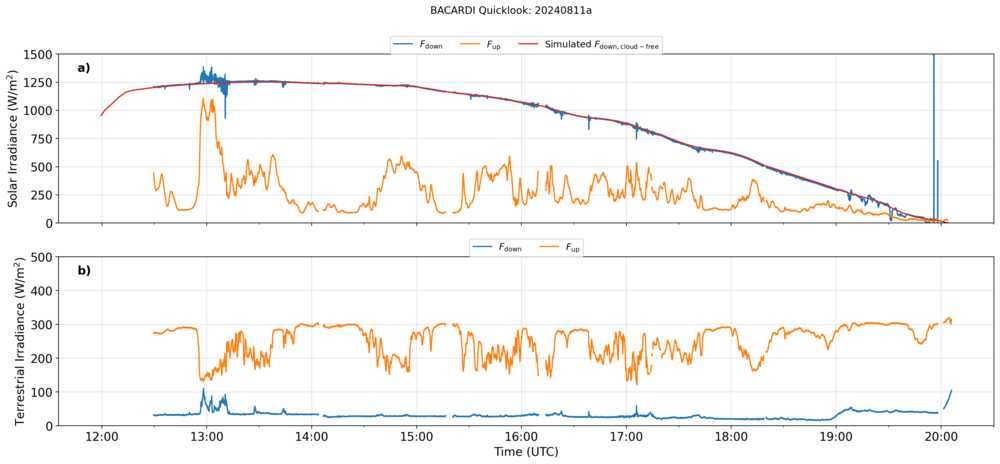 BACARDI Quicklook: 20240811a
F_down F_up Simulated F_down, cloud−free
a)
Solar Irradiance (W/m²)
1500
1250
1000
750
500
250
0
F_down F_up
b)
Terrestrial Irradiance (W/m²)
500
400
300
200
100
0
12:00 13:00 14:00 15:00 16:00 17:00 18:00 19:00 20:00
Time (UTC)